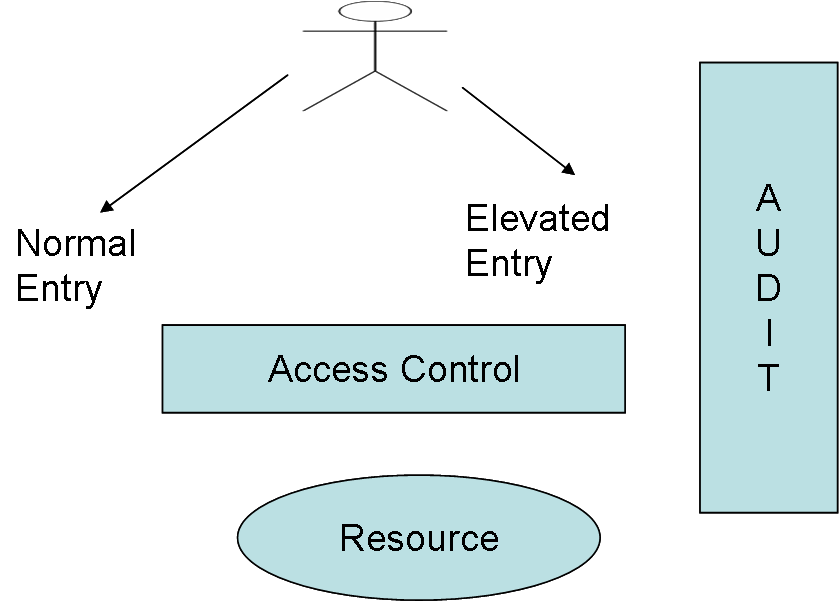 Normal
Entry
Elevated
Entry
Access Control
Resource
A
U
D
I
T